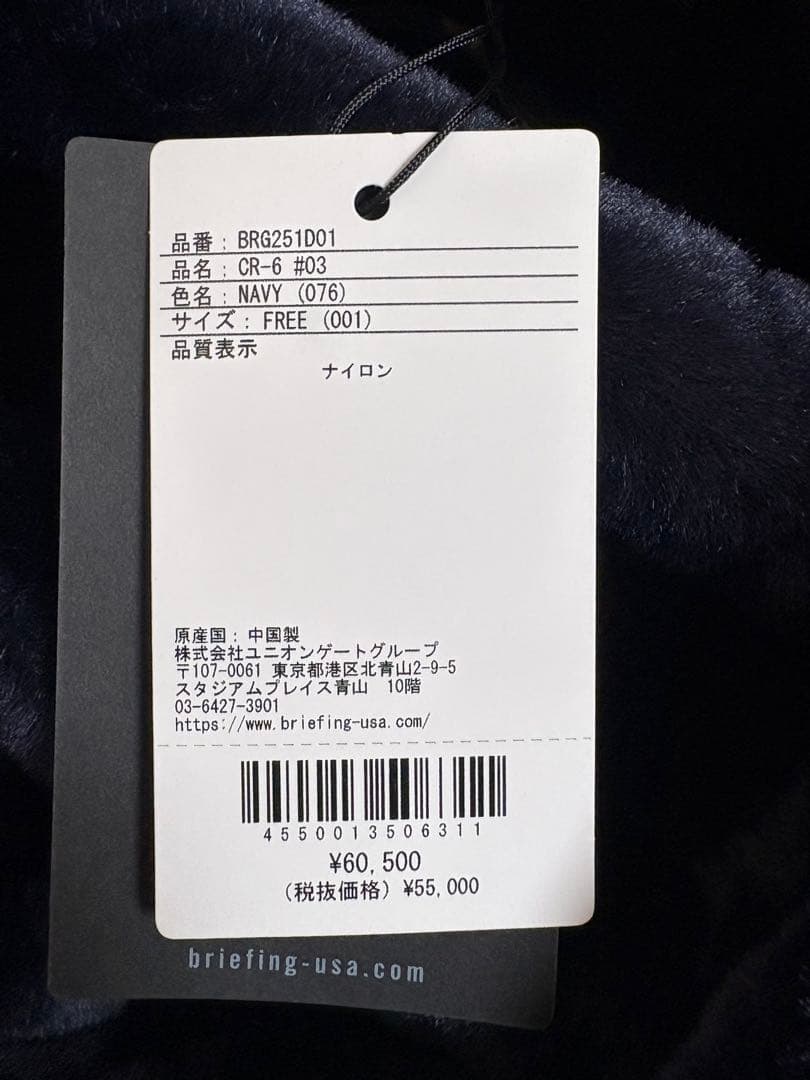 品番: BRG251D01
品名: CR-6 #03
色名: NAVY (076)
サイズ: FREE (001)
品質表示
ナイロン
原産国: 中国製
株式会社ユニオンゲートグループ
〒107-0061 東京都港区北青山2-9-5
スタジアムプレイス青山 10階
03-6427-3901
https://www.briefing-usa.com/
4550013506311
¥60,500
(税抜価格) ¥55,000
briefing-usa.com